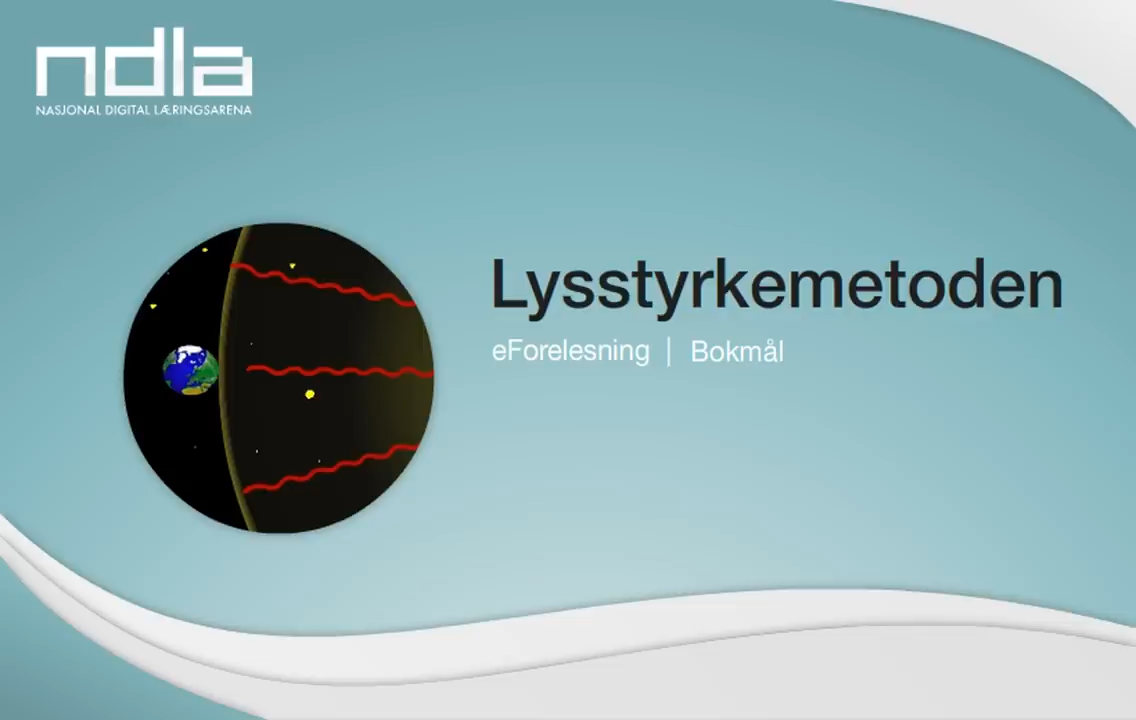 ndla
NASJONAL DIGITAL LÆRINGSARENA
Lysstyrkemetoden
eForelesning | Bokmål